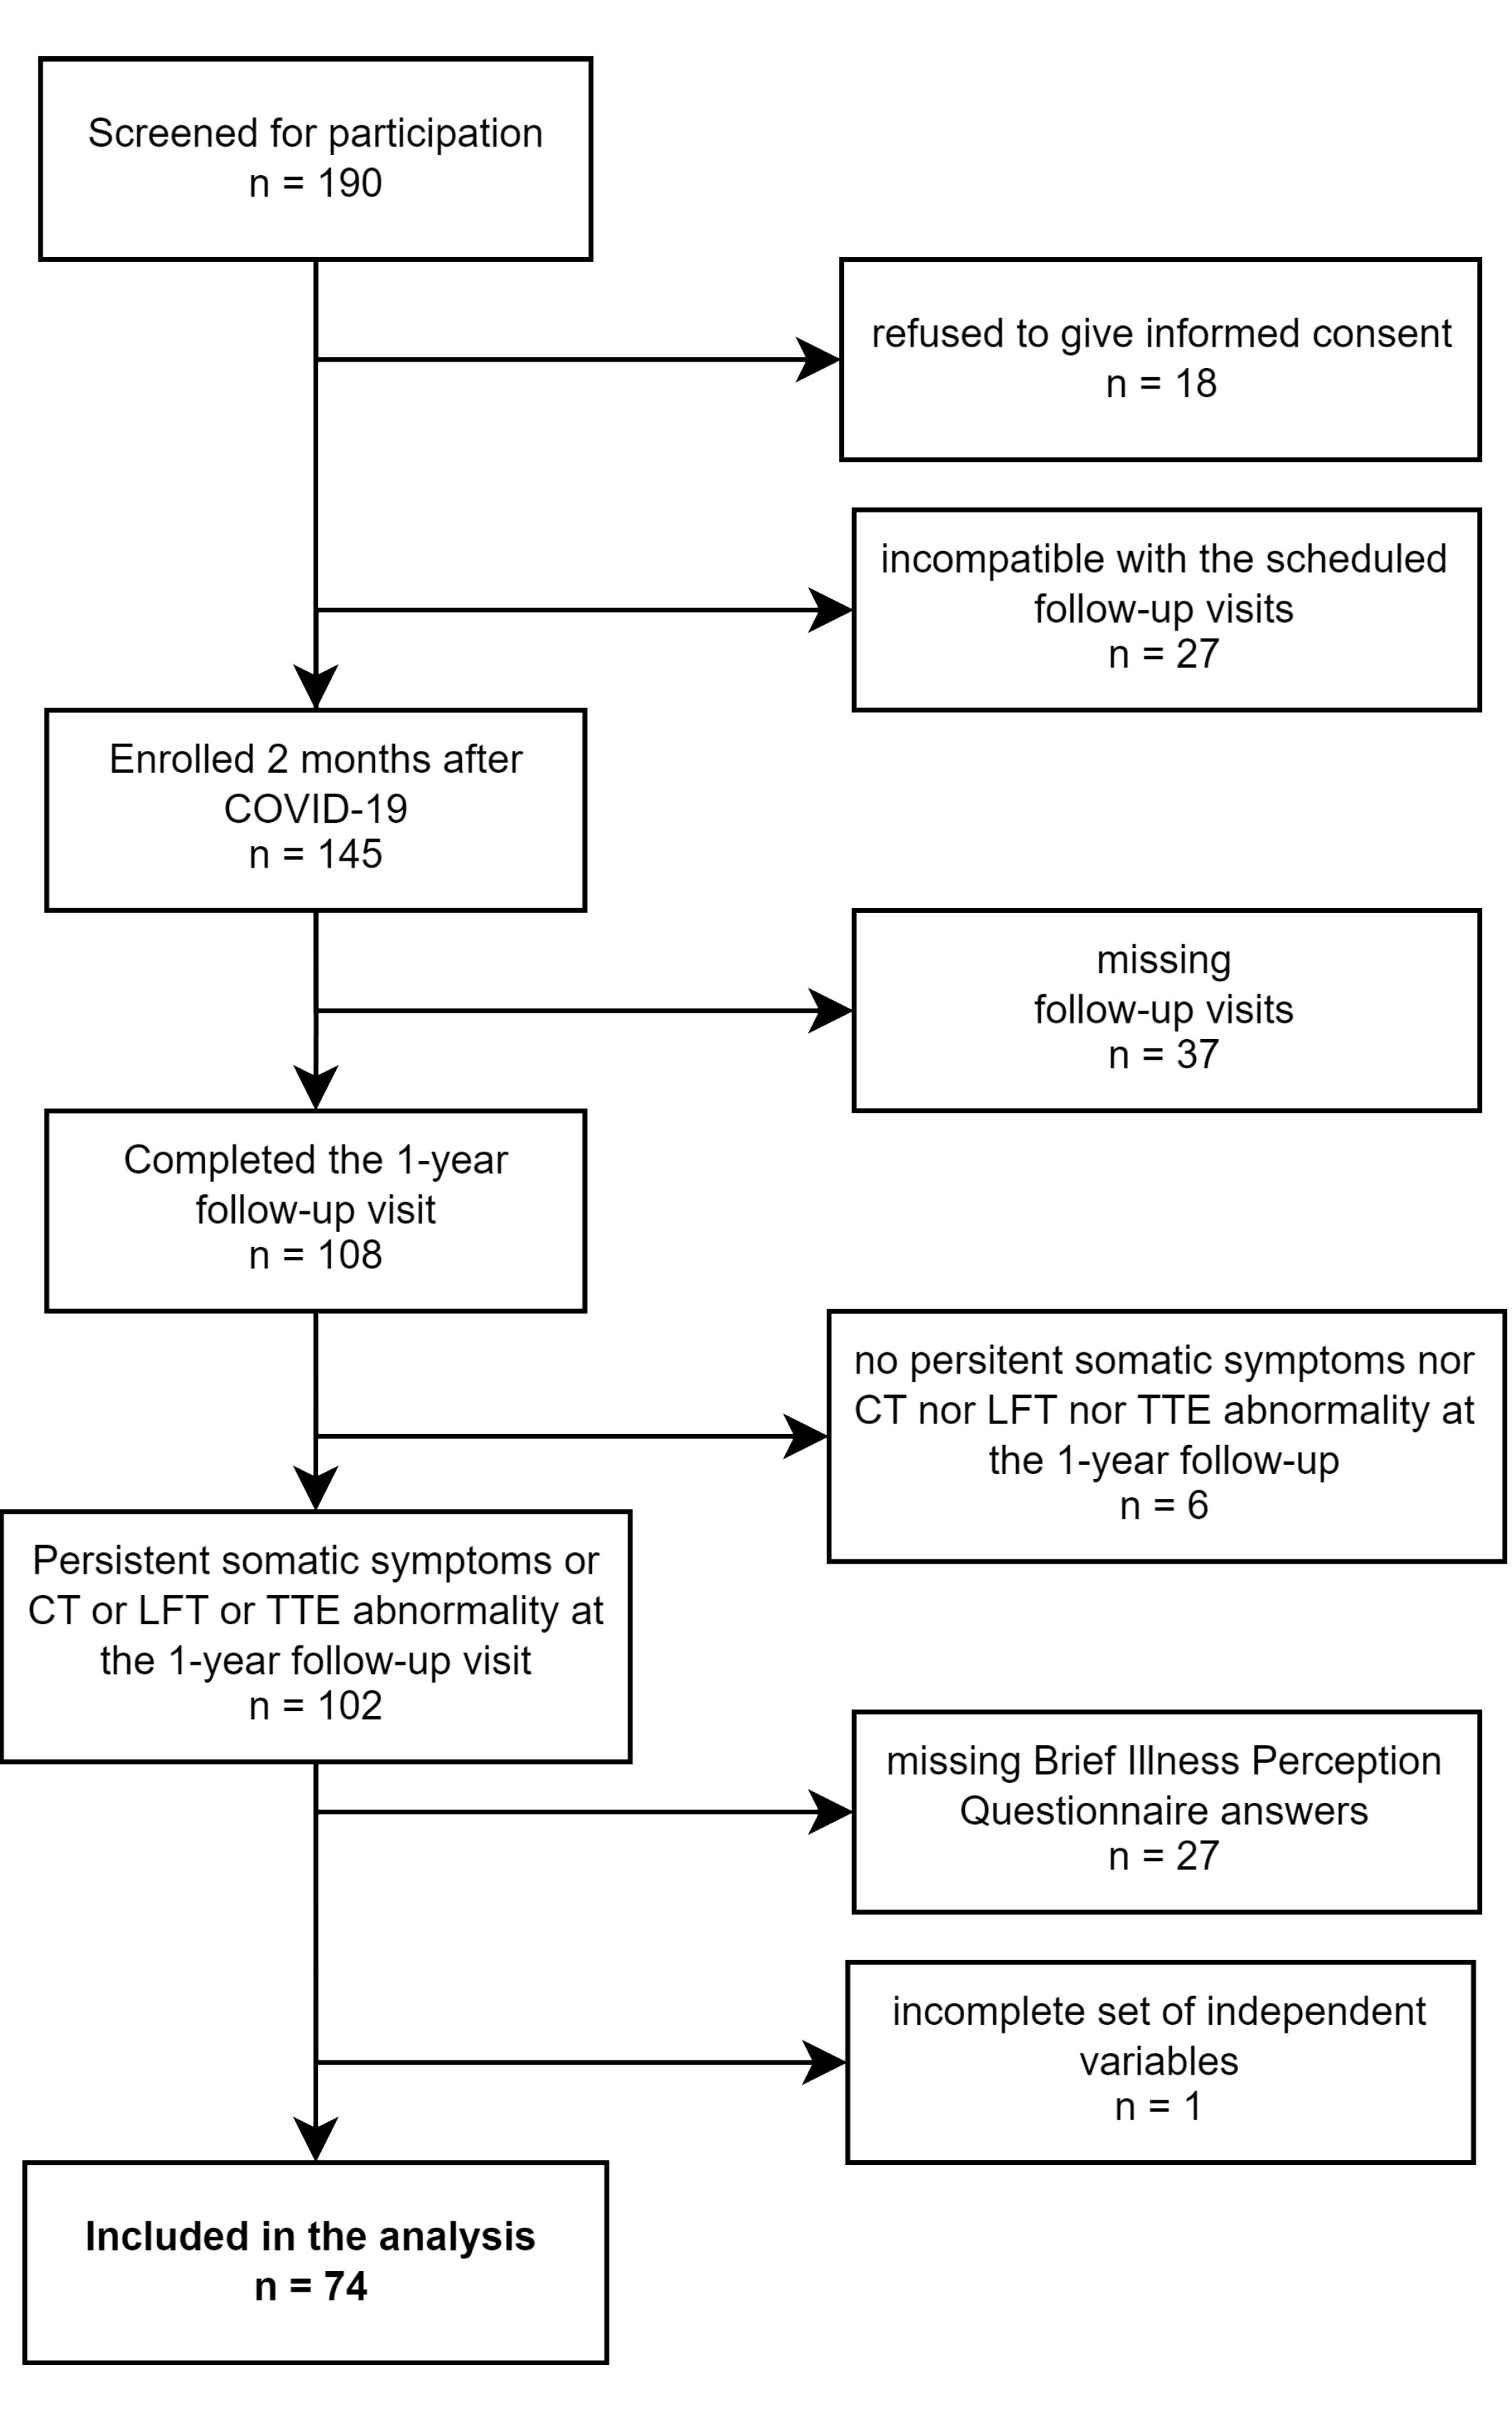 Screened for participation
n = 190
refused to give informed consent
n = 18
incompatible with the scheduled
follow-up visits
n = 27
Enrolled 2 months after
COVID-19
n = 145
missing
follow-up visits
n = 37
Completed the 1-year
follow-up visit
n = 108
no persitent somatic symptoms nor
CT nor LFT nor TTE abnormality at
the 1-year follow-up
n = 6
Persistent somatic symptoms or
CT or LFT or TTE abnormality at
the 1-year follow-up visit
n = 102
missing Brief Illness Perception
Questionnaire answers
n = 27
incomplete set of independent
variables
n = 1
Included in the analysis
n = 74